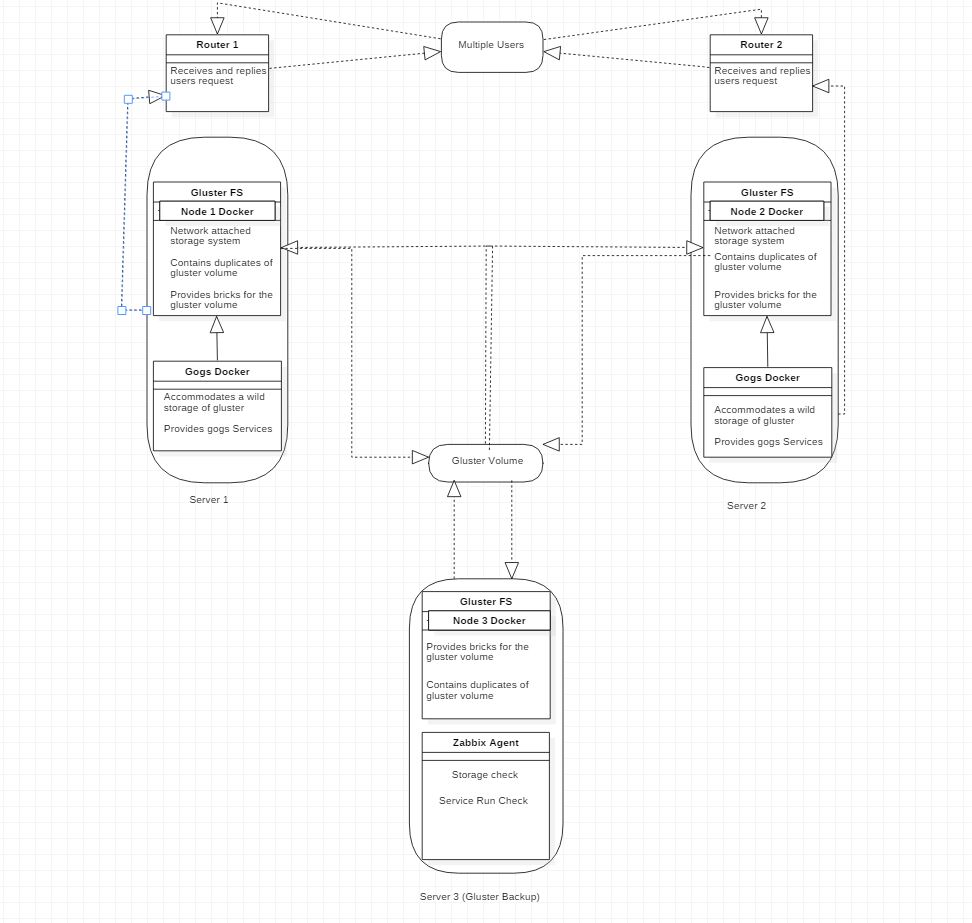 Multiple Users
Router 1
Receives and replies
users request
Router 2
Receives and replies
users request
Gluster FS
Node 1 Docker
Network attached
storage system
Contains duplicates of
gluster volume
Provides bricks for the
gluster volume
Gogs Docker
Accommodates a wild
storage of gluster
Provides gogs Services
Server 1
Gluster FS
Node 2 Docker
Network attached
storage system
Contains duplicates of
gluster volume
Provides bricks for the
gluster volume
Gogs Docker
Accommodates a wild
storage of gluster
Provides gogs Services
Server 2
Gluster Volume
Gluster FS
Node 3 Docker
Provides bricks for the
gluster volume
Contains duplicates of
gluster volume
Zabbix Agent
Storage check
Service Run Check
Server 3 (Gluster Backup)